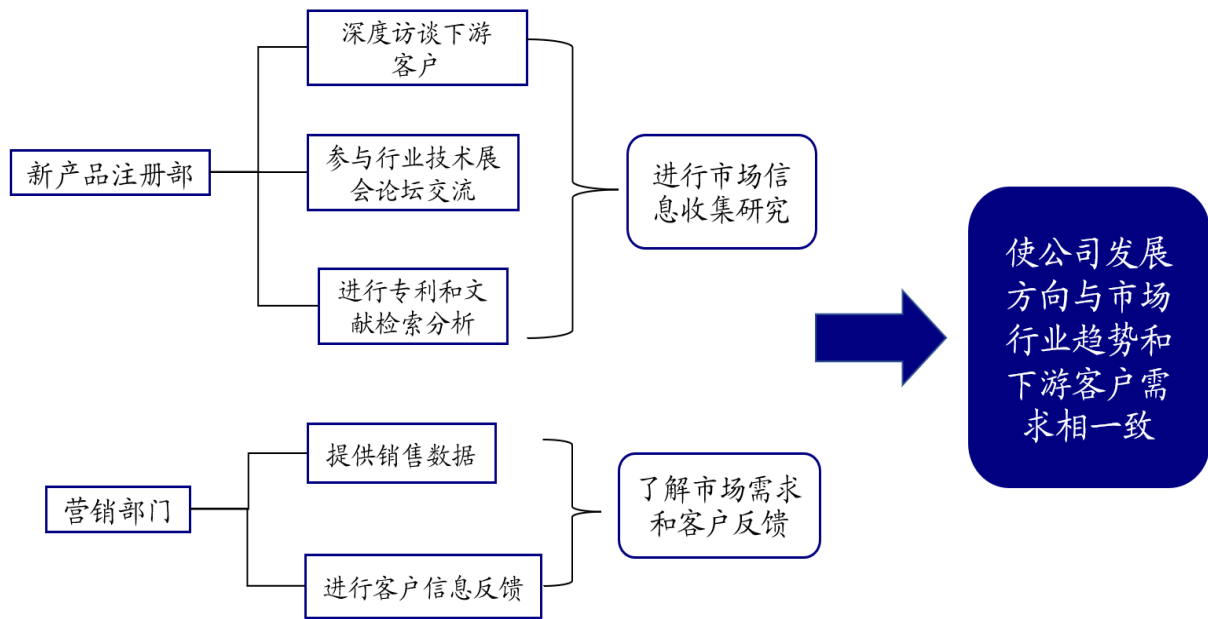 新产品注册部
深度访谈下游
客户
参与行业技术展
会论坛交流
进行专利和文
献检索分析
进行市场信
息收集研究
营销部门
提供销售数据
进行客户信息反馈
了解市场需求
和客户反馈
使公司发展
方向与市场
行业趋势和
下游客户需
求相一致